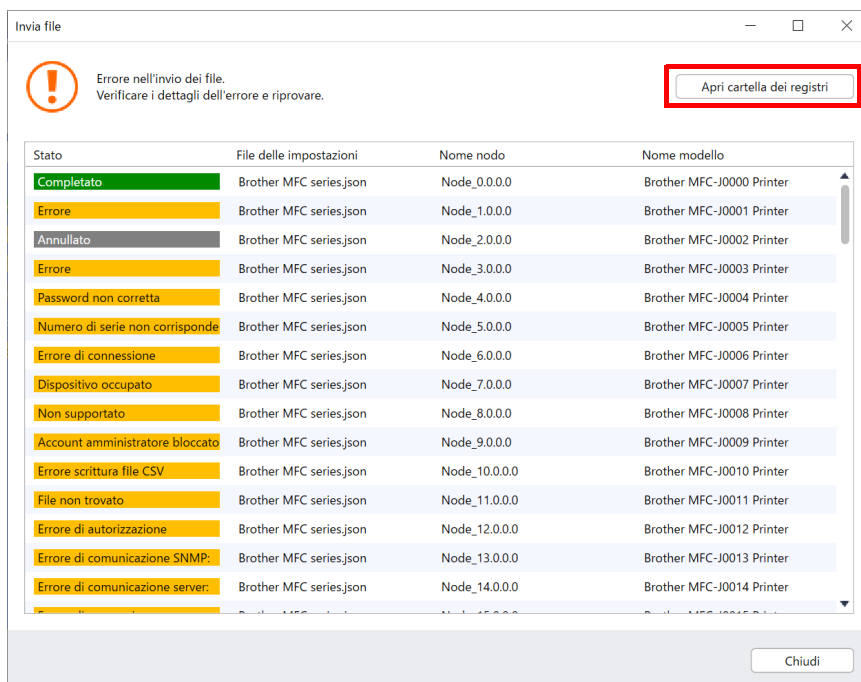 Invia file
Errore nell'invio dei file.
Verificare i dettagli dell'errore e riprovare.
Apri cartella dei registri
Stato File delle impostazioni Nome nodo Nome modello
Completato Brother MFC series.json Node_0.0.0.0 Brother MFC-J0000 Printer
Errore Brother MFC series.json Node_1.0.0.0 Brother MFC-J0001 Printer
Annullato Brother MFC series.json Node_2.0.0.0 Brother MFC-J0002 Printer
Errore Brother MFC series.json Node_3.0.0.0 Brother MFC-J0003 Printer
Password non corretta Brother MFC series.json Node_4.0.0.0 Brother MFC-J0004 Printer
Numero di serie non corrisponde Brother MFC series.json Node_5.0.0.0 Brother MFC-J0005 Printer
Errore di connessione Brother MFC series.json Node_6.0.0.0 Brother MFC-J0006 Printer
Dispositivo occupato Brother MFC series.json Node_7.0.0.0 Brother MFC-J0007 Printer
Non supportato Brother MFC series.json Node_8.0.0.0 Brother MFC-J0008 Printer
Account amministratore bloccato Brother MFC series.json Node_9.0.0.0 Brother MFC-J0009 Printer
Errore scrittura file CSV Brother MFC series.json Node_10.0.0.0 Brother MFC-J0010 Printer
File non trovato Brother MFC series.json Node_11.0.0.0 Brother MFC-J0011 Printer
Errore di autorizzazione Brother MFC series.json Node_12.0.0.0 Brother MFC-J0012 Printer
Errore di comunicazione SNMP: Brother MFC series.json Node_13.0.0.0 Brother MFC-J0013 Printer
Errore di comunicazione server: Brother MFC series.json Node_14.0.0.0 Brother MFC-J0014 Printer
Chiudi